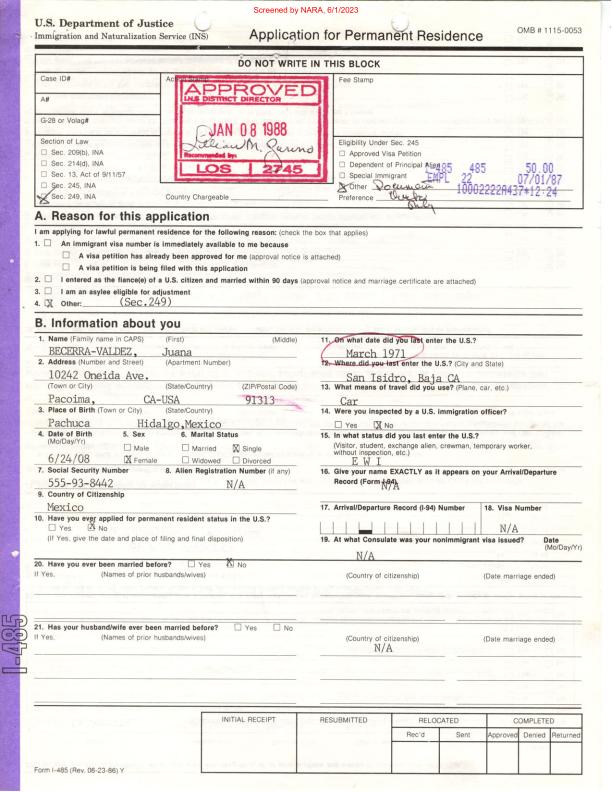 Screened by NARA, 6/1/2023
U.S. Department of Justice
Immigration and Naturalization Service (INS)
Application for Permanent Residence
OMB # 1115-0053
DO NOT WRITE IN THIS BLOCK
Case ID#
A#
G-28 or Volag#
Section of Law
☐ Sec. 209(b), INA
☐ Sec. 214(d), INA
☐ Sec. 13, Act of 9/11/57
☐ Sec. 245, INA
☒ Sec. 249, INA
APPROVED
I.N.S DISTRICT DIRECTOR
JAN 08 1988
Recommended by:
LOS 2745
Country Chargeable
Fee Stamp
Eligibility Under Sec. 245
☐ Approved Visa Petition
☐ Dependent of Principal Alien
☐ Special Immigrant
☒ Other
Preference
485 485 50.00
EMPL 22 07/01/87
100022228A437*12-24
A. Reason for this application
I am applying for lawful permanent residence for the following reason: (check the box that applies)
1. ☐ An immigrant visa number is immediately available to me because
☐ A visa petition has already been approved for me (approval notice is attached)
☐ A visa petition is being filed with this application
2. ☐ I entered as the fiance(e) of a U.S. citizen and married within 90 days (approval notice and marriage certificate are attached)
3. ☐ I am an asylee eligible for adjustment
4. ☒ Other: (Sec.249)
B. Information about you
1. Name (Family name in CAPS) (First) (Middle)
BECERRA-VALDEZ, Juana
2. Address (Number and Street) (Apartment Number)
10242 Oneida Ave.
(Town or City) (State/Country) (ZIP/Postal Code)
Pacoima, CA-USA 91313
3. Place of Birth (Town or City) (State/Country)
Pachuca Hidalgo,Mexico
4. Date of Birth (Mo/Day/Yr)
6/24/08
5. Sex
☐ Male
☒ Female
6. Marital Status
☐ Married ☒ Single
☐ Widowed ☐ Divorced
7. Social Security Number
555-93-8442
8. Alien Registration Number (if any)
N/A
9. Country of Citizenship
Mexico
10. Have you ever applied for permanent resident status in the U.S.?
☐ Yes ☒ No
(If Yes, give the date and place of filing and final disposition)
11. On what date did you last enter the U.S.?
March 1971
12. Where did you last enter the U.S.? (City and State)
San Isidro, Baja CA
13. What means of travel did you use? (Plane, car, etc.)
Car
14. Were you inspected by a U.S. immigration officer?
☐ Yes ☒ No
15. In what status did you last enter the U.S.?
(Visitor, student, exchange alien, crewman, temporary worker, without inspection, etc.)
E W I
16. Give your name EXACTLY as it appears on your Arrival/Departure Record (Form I-94)
N/A
17. Arrival/Departure Record (I-94) Number
18. Visa Number
N/A
19. At what Consulate was your nonimmigrant visa issued? Date (Mo/Day/Yr)
N/A
20. Have you ever been married before? ☐ Yes ☒ No
If Yes, (Names of prior husbands/wives) (Country of citizenship) (Date marriage ended)
21. Has your husband/wife ever been married before? ☐ Yes ☐ No
If Yes, (Names of prior husbands/wives) (Country of citizenship) (Date marriage ended)
N/A
I-485
INITIAL RECEIPT RESUBMITTED RELOCATED COMPLETED
Rec'd Sent Approved Denied Returned
Form I-485 (Rev. 06-23-86) Y